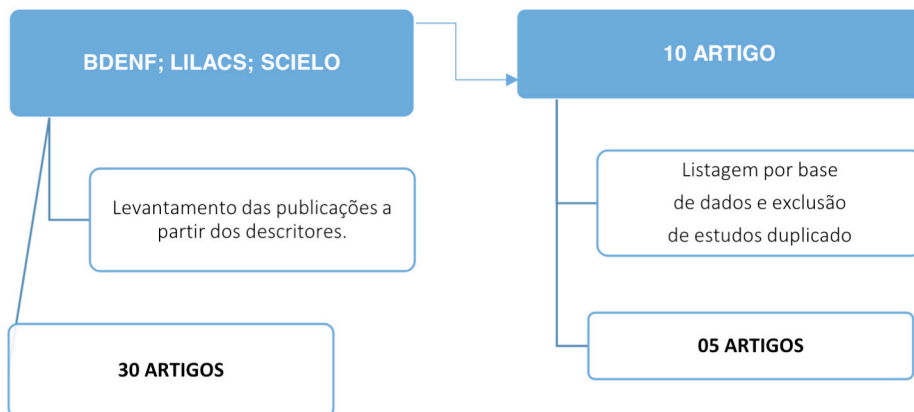 BDENF; LILACS; SCIELO
Levantamento das publicações a
partir dos descritores.
30 ARTIGOS
10 ARTIGO
Listagem por base
de dados e exclusão
de estudos duplicado
05 ARTIGOS